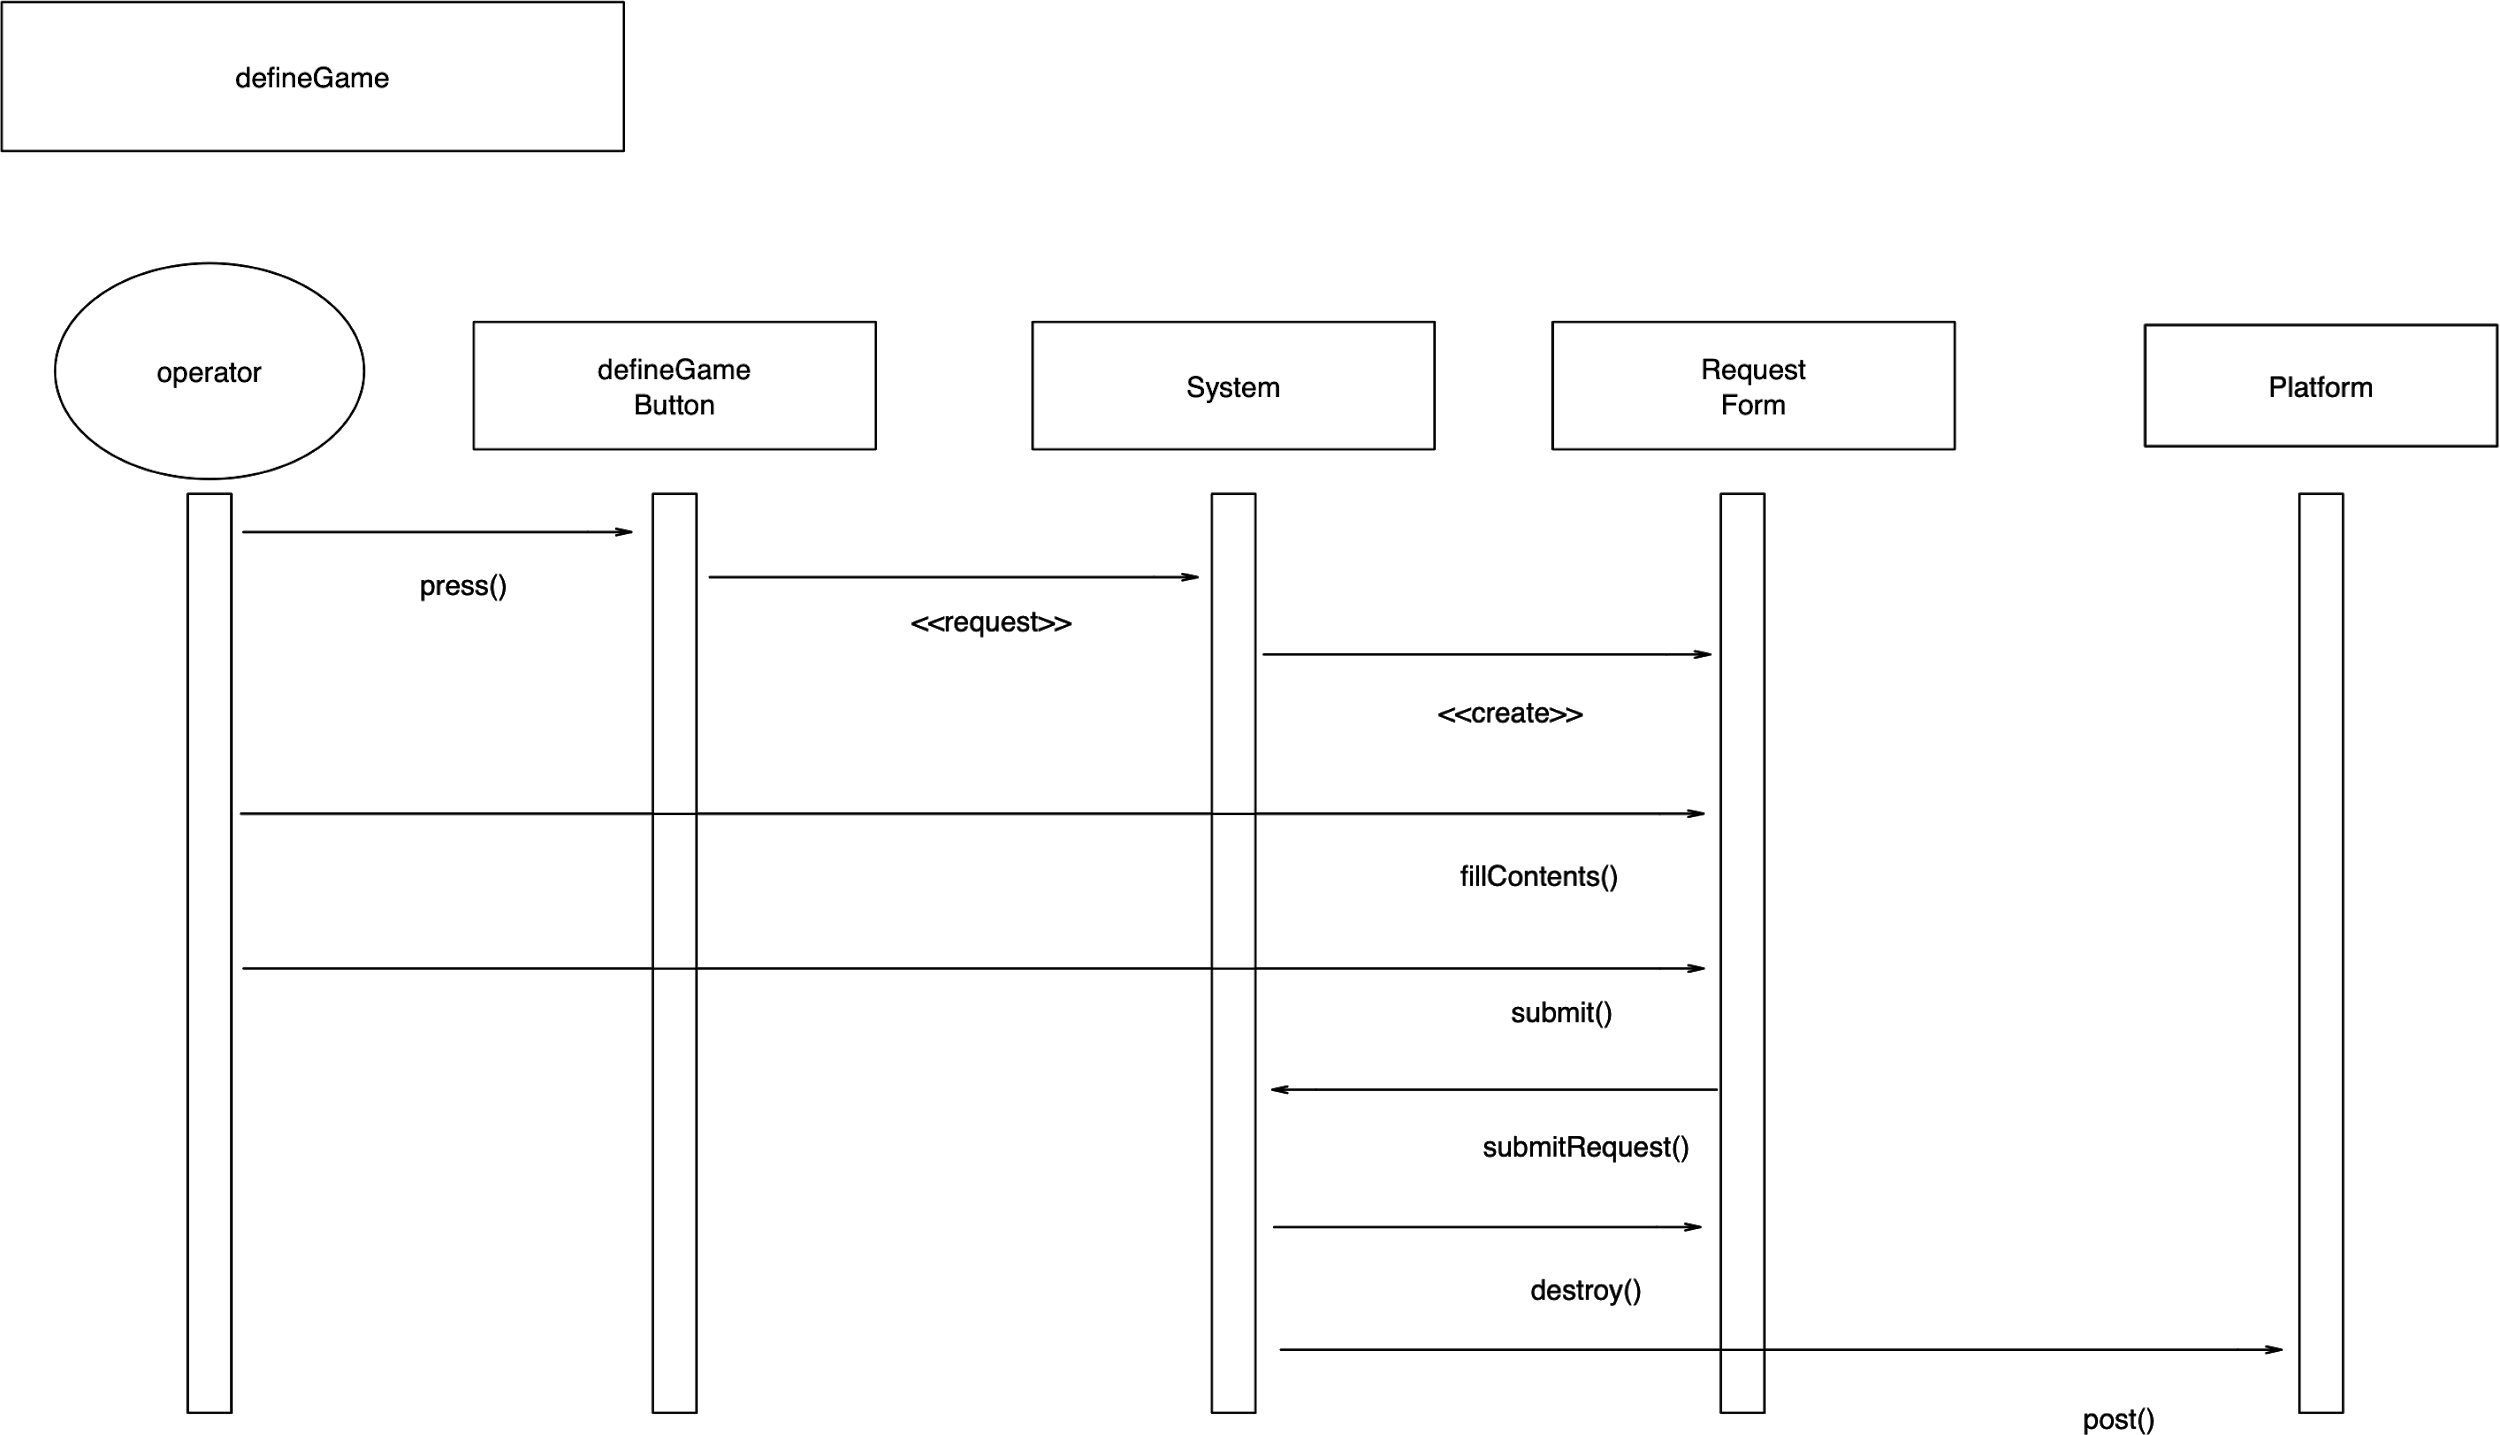 defineGame
operator
defineGame
Button
System
Request
Form
Platform
press()
<<request>>
<<create>>
fillContents()
submit()
submitRequest()
destroy()
post()